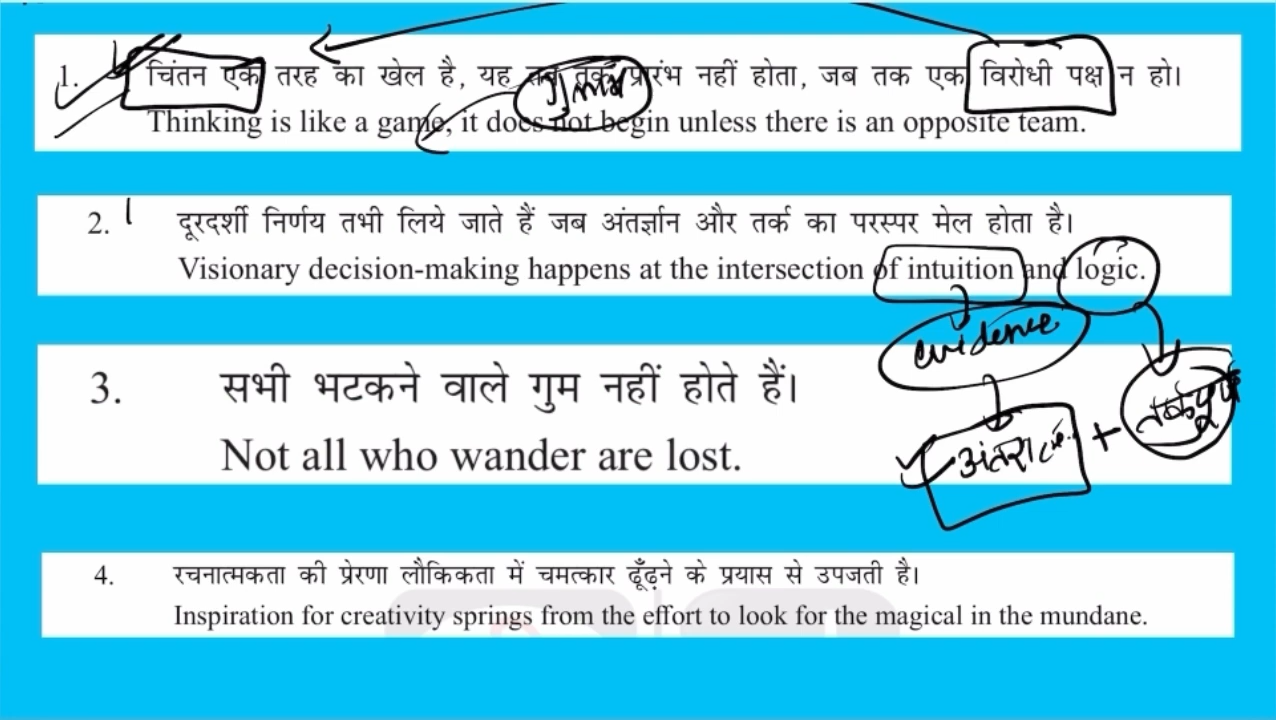 1. चिंतन एक तरह का खेल है, यह तब तक प्रारंभ नहीं होता, जब तक एक विरोधी पक्ष न हो।
Thinking is like a game, it does not begin unless there is an opposite team.
2. दूरदर्शी निर्णय तभी लिये जाते हैं जब अंतर्ज्ञान और तर्क का परस्पर मेल होता है।
Visionary decision-making happens at the intersection of intuition and logic.
evidence
3. सभी भटकने वाले गुम नहीं होते हैं।
Not all who wander are lost.
+
4. रचनात्मकता की प्रेरणा लौकिकता में चमत्कार ढूँढ़ने के प्रयास से उपजती है।
Inspiration for creativity springs from the effort to look for the magical in the mundane.